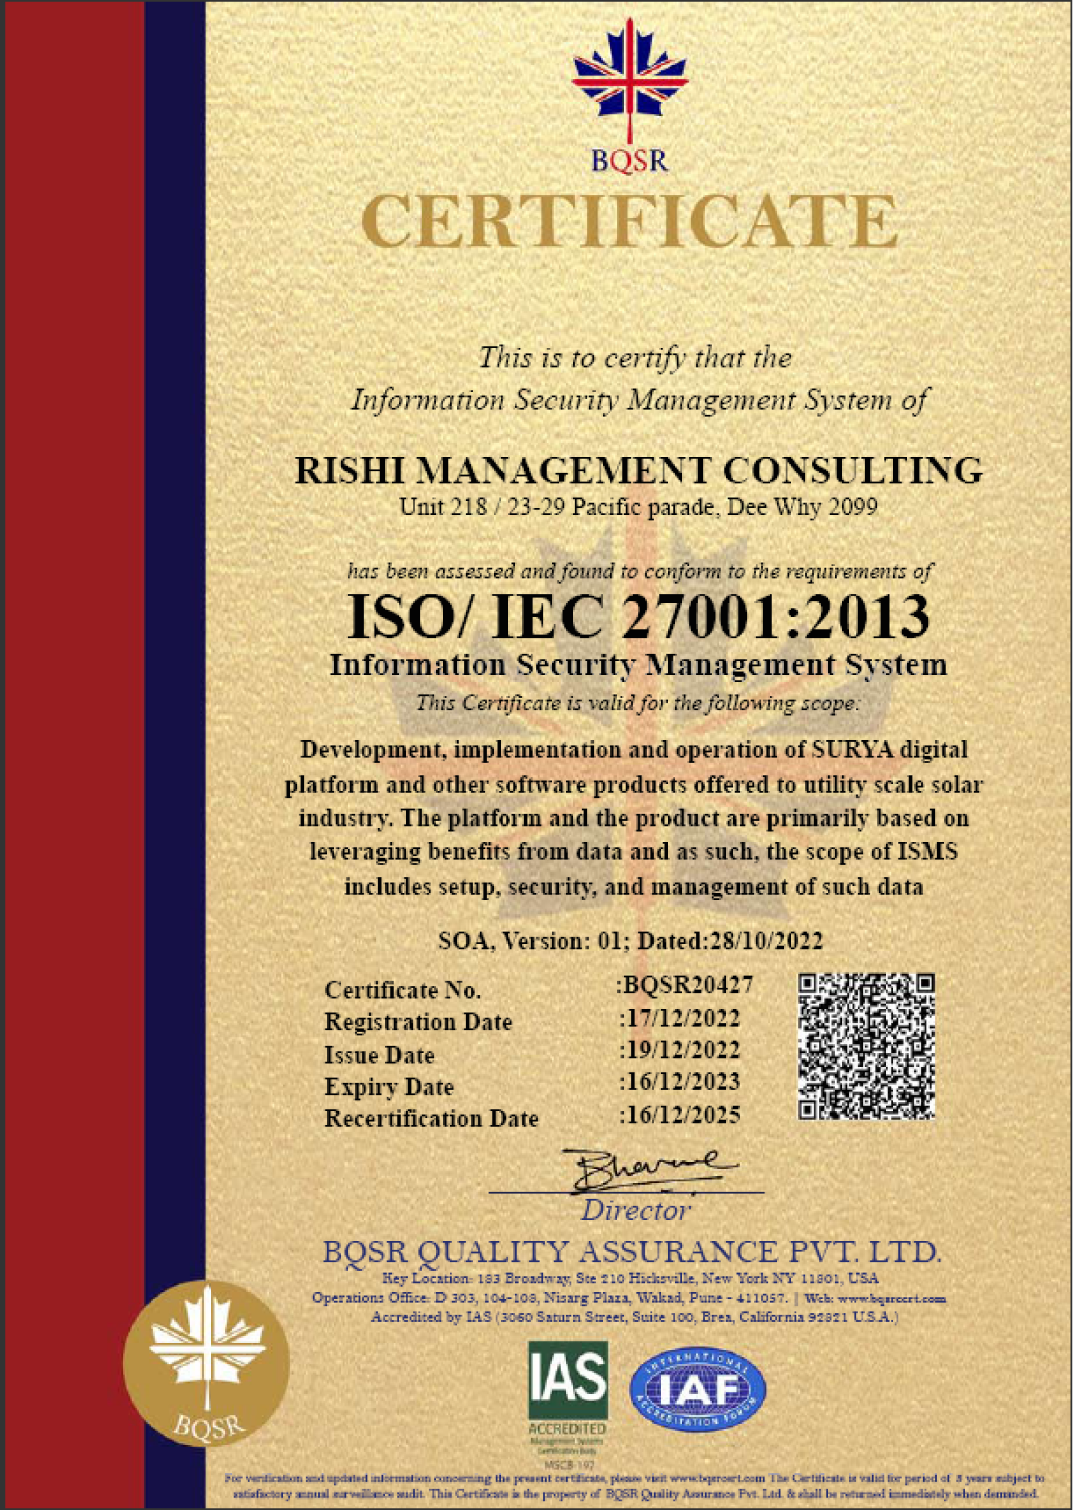 BQSR
CERTIFICATE
This is to certify that the
Information Security Management System of
RISHI MANAGEMENT CONSULTING
Unit 218 / 23-29 Pacific parade, Dee Why 2099
has been assessed and found to conform to the requirements of
ISO/ IEC 27001:2013
Information Security Management System
This Certificate is valid for the following scope:
Development, implementation and operation of SURYA digital
platform and other software products offered to utility scale solar
industry. The platform and the product are primarily based on
leveraging benefits from data and as such, the scope of ISMS
includes setup, security, and management of such data
SOA, Version: 01; Dated:28/10/2022
Certificate No. :BQSR20427
Registration Date :17/12/2022
Issue Date :19/12/2022
Expiry Date :16/12/2023
Recertification Date :16/12/2025
Director
BQSR QUALITY ASSURANCE PVT. LTD.
Key Location: 183 Broadway, Ste 210 Hicksville, New York NY 11801, USA
Operations Office: D 303, 104-108, Nisarg Plaza, Wakad, Pune - 411057. | Web: www.bqsrcert.com
Accredited by IAS (3060 Saturn Street, Suite 100, Brea, California 92821 U.S.A.)
IAS
ACCREDITED
Management Systems
Certification Body
MSCB-197
INTERNATIONAL
IAF
ACCREDITATION FORUM
BQSR
For verification and updated information concerning the present certificate, please visit www.bqsrcert.com The Certificate is valid for period of 3 years subject to
satisfactory annual surveillance audit. This Certificate is the property of BQSR Quality Assurance Pvt. Ltd. & shall be returned immediately when demanded.